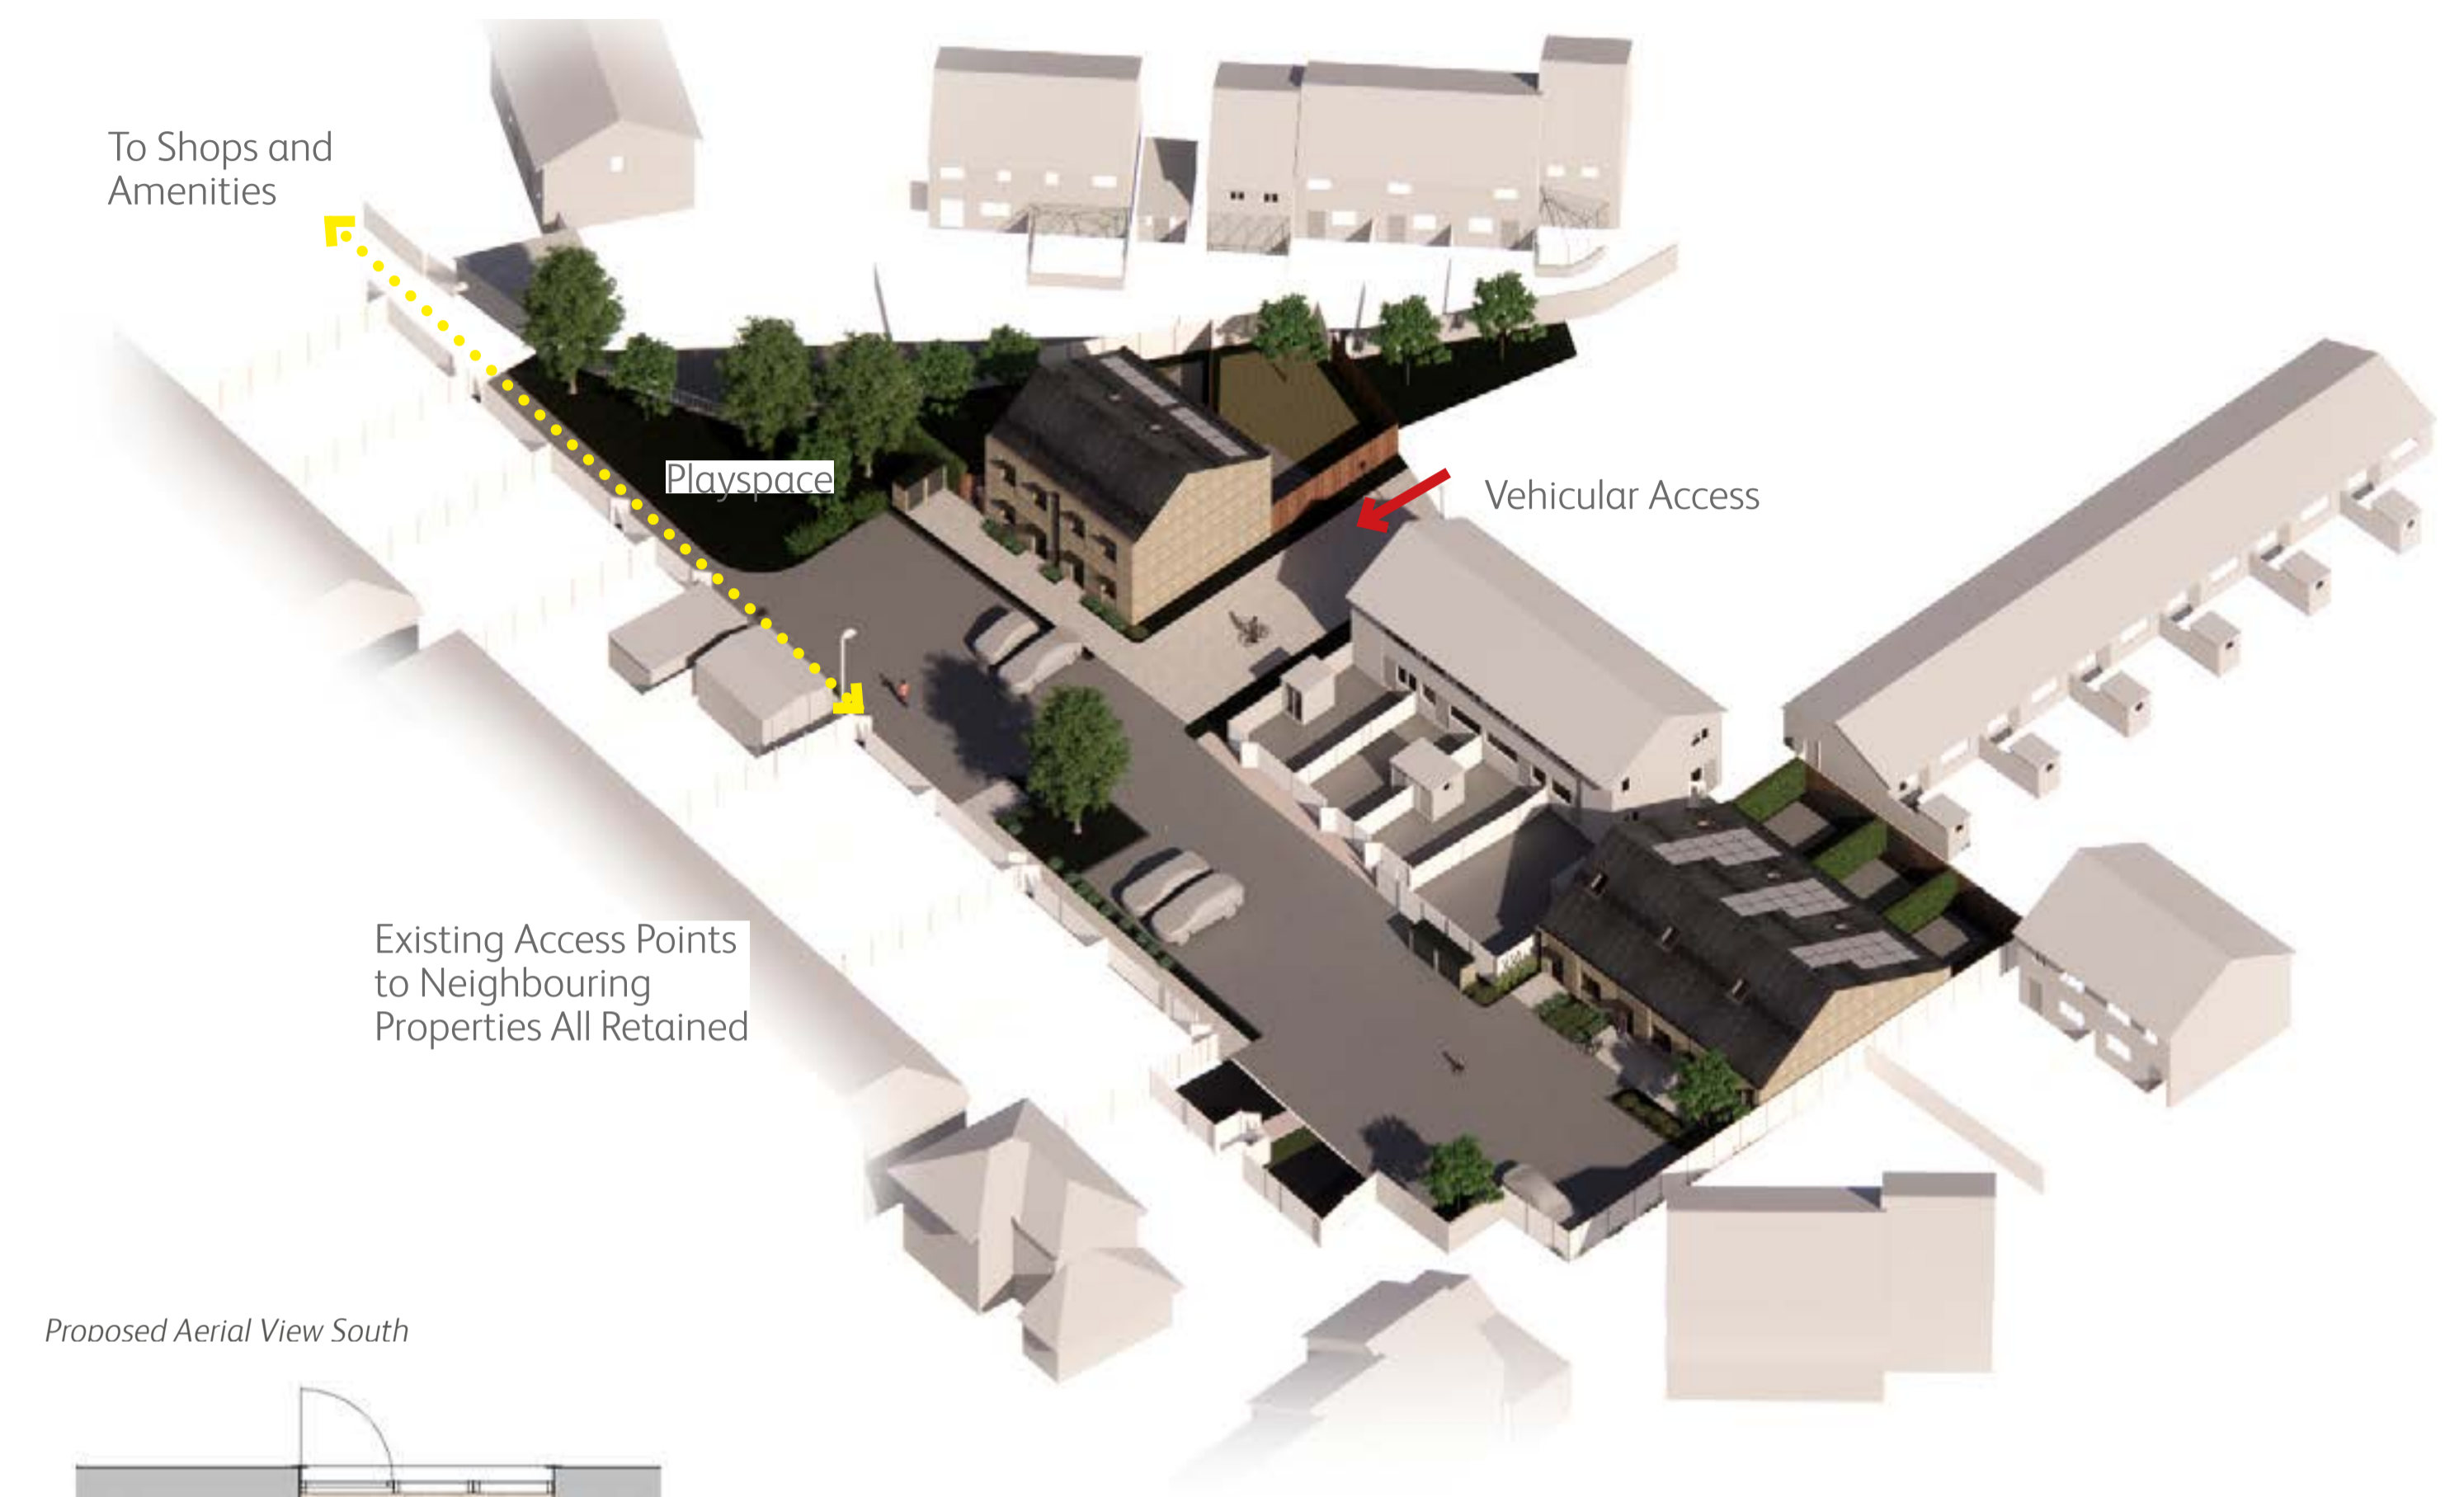 To Shops and
Amenities
Playspace
Vehicular Access
Existing Access Points
to Neighbouring
Properties All Retained
Proposed Aerial View South